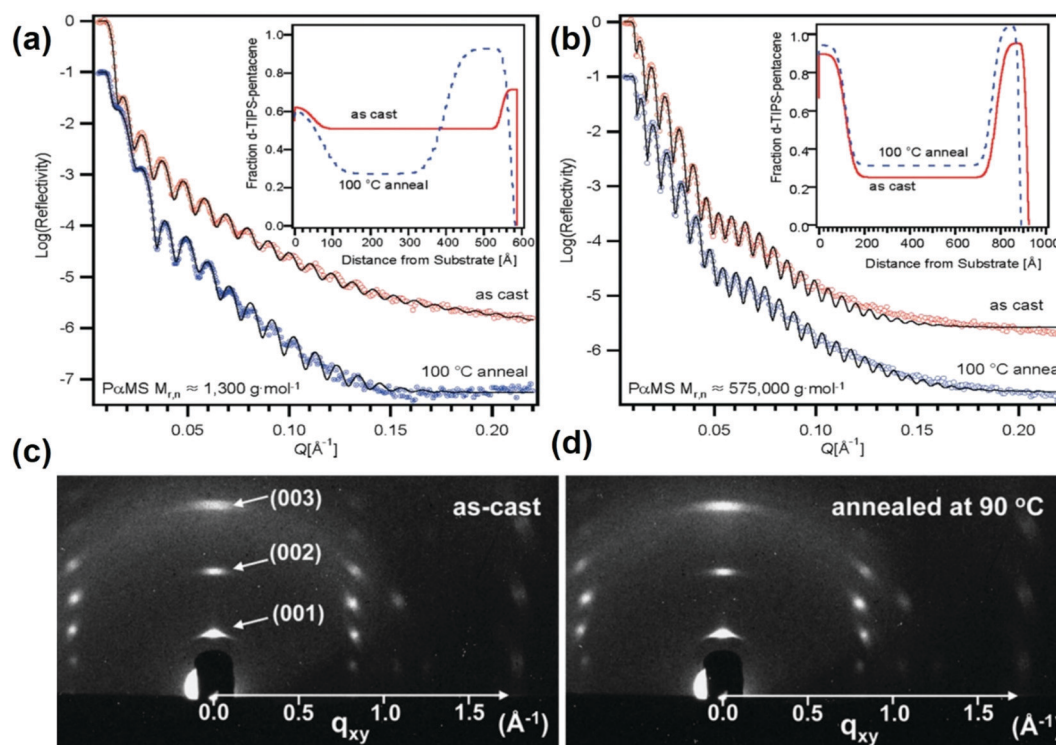 (a)
0
-1
-2
-3
-4
-5
-6
-7
Log(Reflectivity)
0.05
0.10
0.15
0.20
Q[Å⁻¹]
as cast
100 °C anneal
PαMS Mr,n ≈ 1,300 g·mol⁻¹
Fraction d-TIPS-pentacene
1.0
0.8
0.6
0.4
0.2
0.0
as cast
100 °C anneal
0 100 200 300 400 500 600
Distance from Substrate [Å]
(b)
0
-1
-2
-3
-4
-5
-6
Log(Reflectivity)
0.05
0.10
0.15
0.20
Q[Å⁻¹]
as cast
100 °C anneal
PαMS Mr,n ≈ 575,000 g·mol⁻¹
Fraction d-TIPS-pentacene
1.0
0.8
0.6
0.4
0.2
0.0
100 °C anneal
as cast
0 200 400 600 800 1000
Distance from Substrate [Å]
(c)
(003)
(002)
(001)
as-cast
0.0 0.5 1.0 1.5
qxy
(Å⁻¹)
(d)
annealed at 90 °C
0.0 0.5 1.0 1.5
qxy
(Å⁻¹)